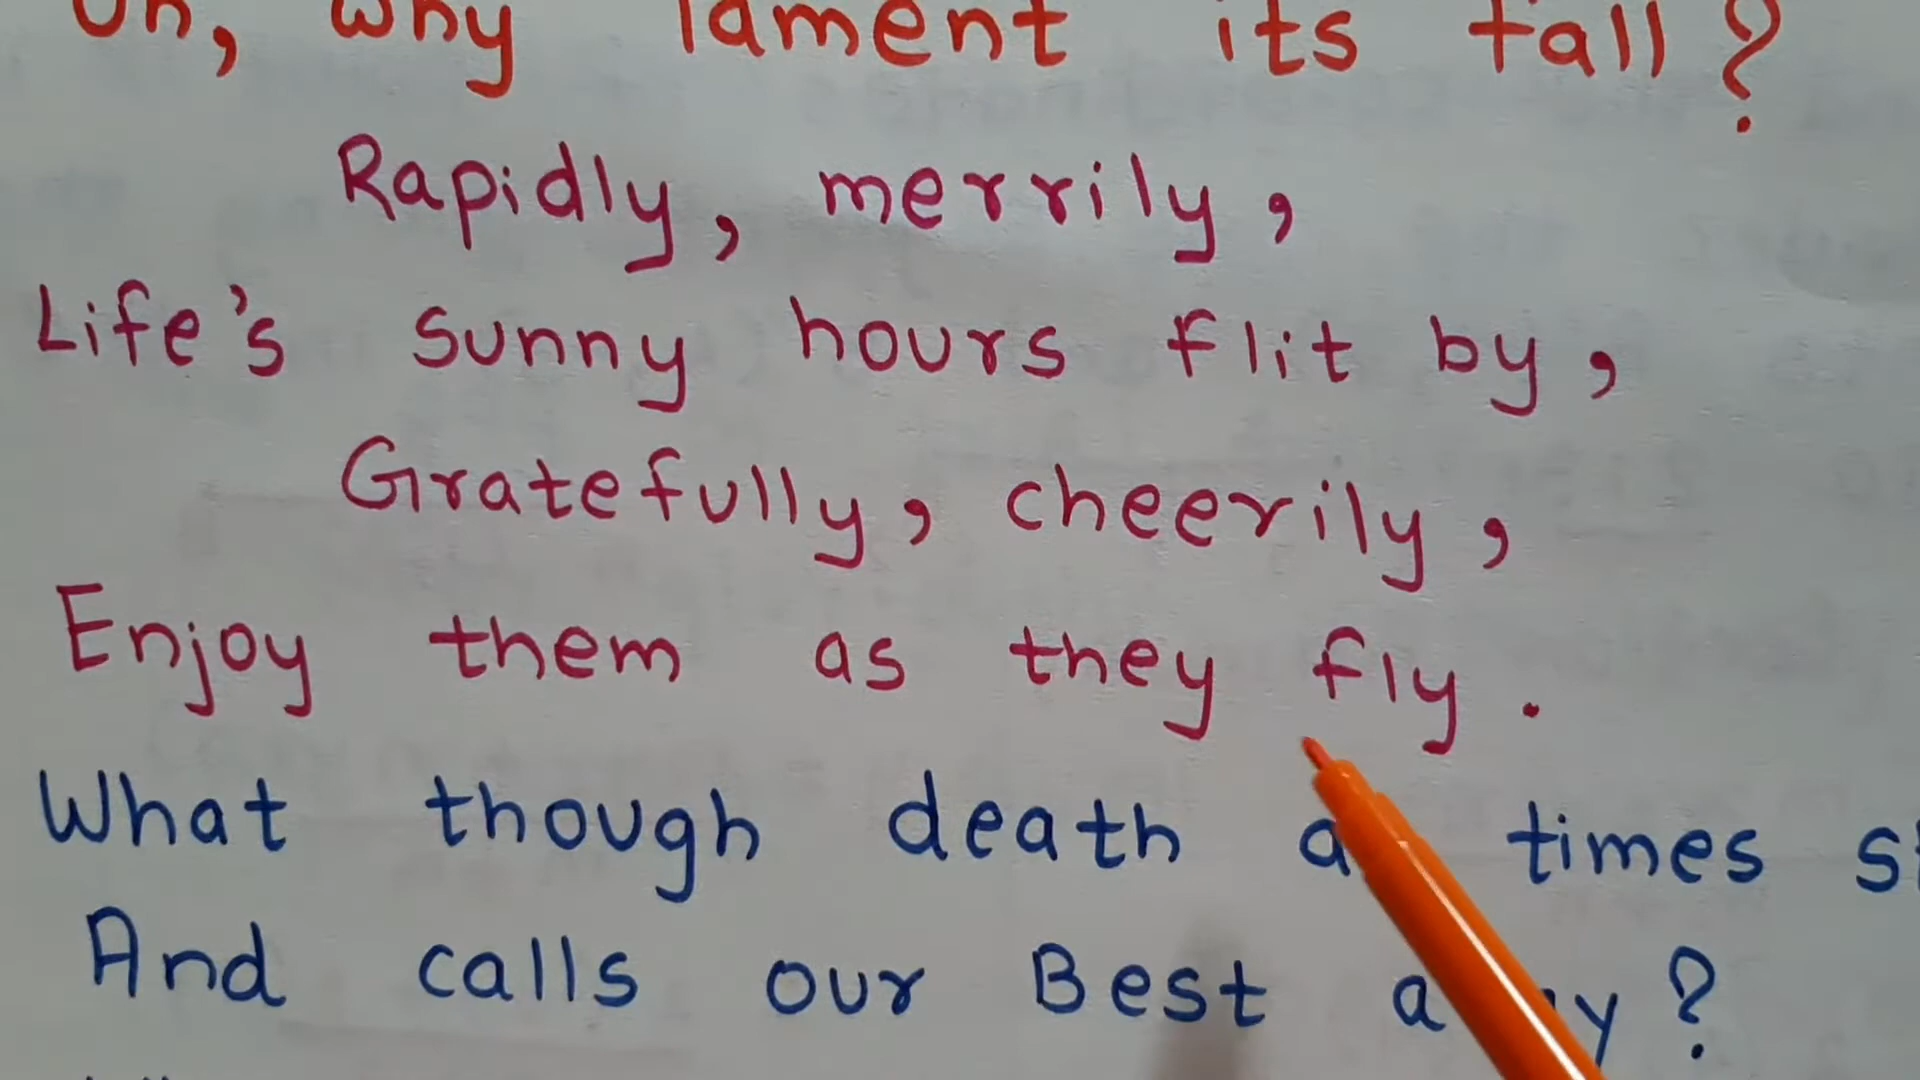 Oh, why lament its fall?
Rapidly, merrily,
Life's sunny hours flit by,
Gratefully, cheerily,
Enjoy them as they fly.
What though death times
And calls our Best ?